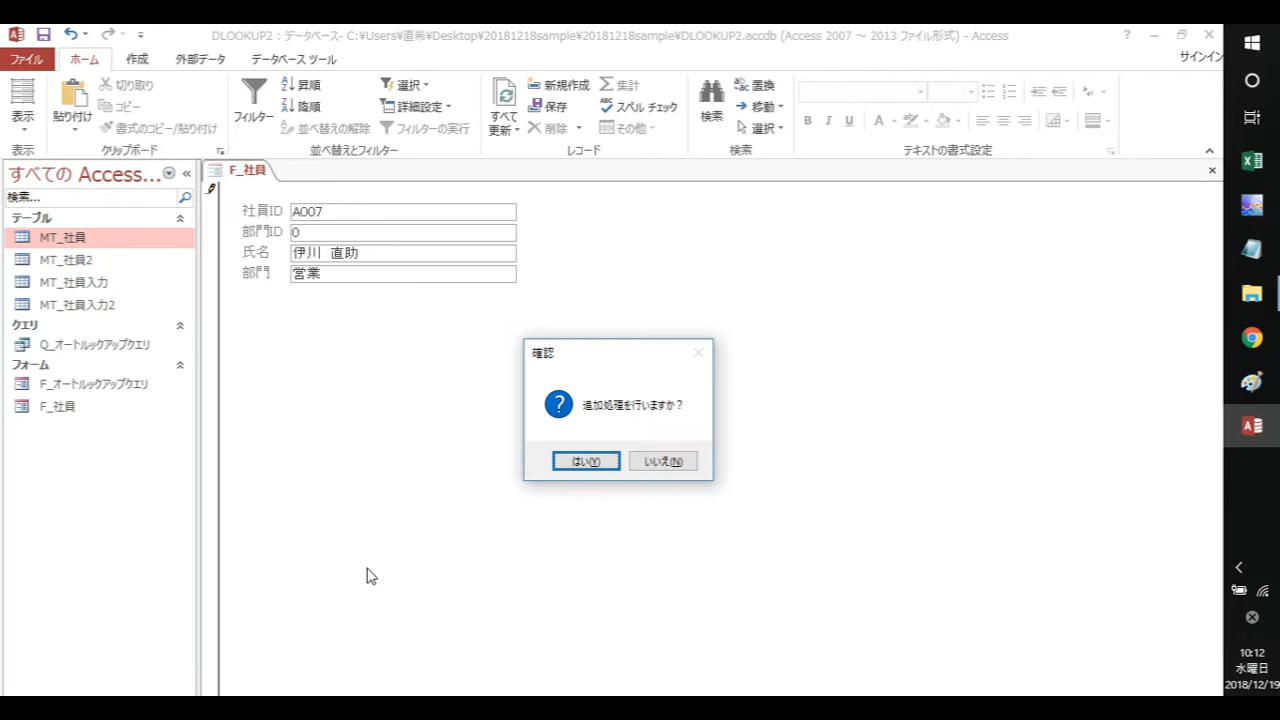 DLOOKUP2 : データベース- C:¥Users¥直希¥Desktop¥20181218sample¥20181218sample¥DLOOKUP2.accdb (Access 2007 ～ 2013 ファイル形式) - Access
?
ファイル ホーム 作成 外部データ データベース ツール サインイン
表示
表示
貼り付け
切り取り
コピー
書式のコピー/貼り付け
クリップボード
フィルター
昇順
降順
並べ替えの解除
選択
詳細設定
フィルターの実行
並べ替えとフィルター
すべて
更新
新規作成
保存
削除
集計
スペル チェック
その他
レコード
検索
置換
移動
選択
検索
B I U A
テキストの書式設定
すべての Access...
検索...
テーブル
MT_社員
MT_社員2
MT_社員入力
MT_社員入力2
クエリ
Q_オートルックアップクエリ
フォーム
F_オートルックアップクエリ
F_社員
F_社員
社員ID A007
部門ID 0
氏名 伊川　直助
部門 営業
確認
追加処理を行いますか？
はい(Y) いいえ(N)
10:12
水曜日
2018/12/19